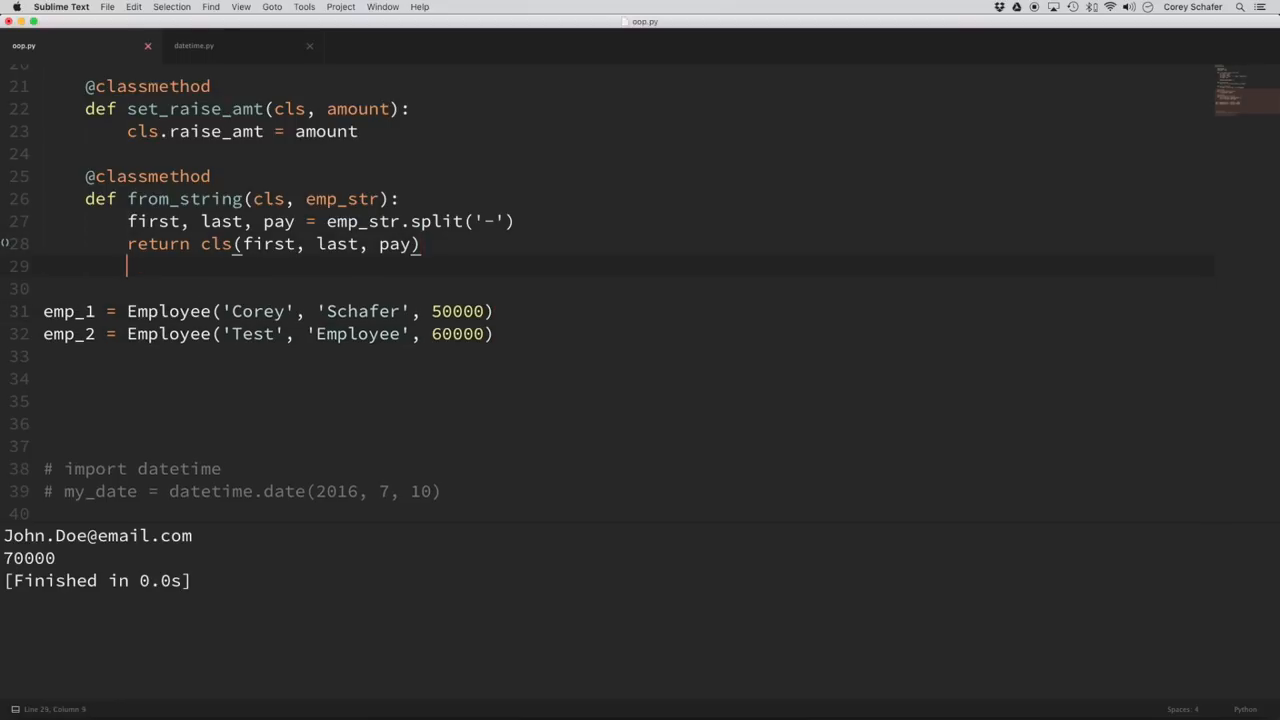 Sublime Text File Edit Selection Find View Goto Tools Project Window Help Corey Schafer
oop.py
oop.py datetime.py
20
21 @classmethod
22 def set_raise_amt(cls, amount):
23 cls.raise_amt = amount
24
25 @classmethod
26 def from_string(cls, emp_str):
27 first, last, pay = emp_str.split('-')
28 return cls(first, last, pay)
29
30
31 emp_1 = Employee('Corey', 'Schafer', 50000)
32 emp_2 = Employee('Test', 'Employee', 60000)
33
34
35
36
37
38 # import datetime
39 # my_date = datetime.date(2016, 7, 10)
40
John.Doe@email.com
70000
[Finished in 0.0s]
Line 29, Column 9 Spaces: 4 Python